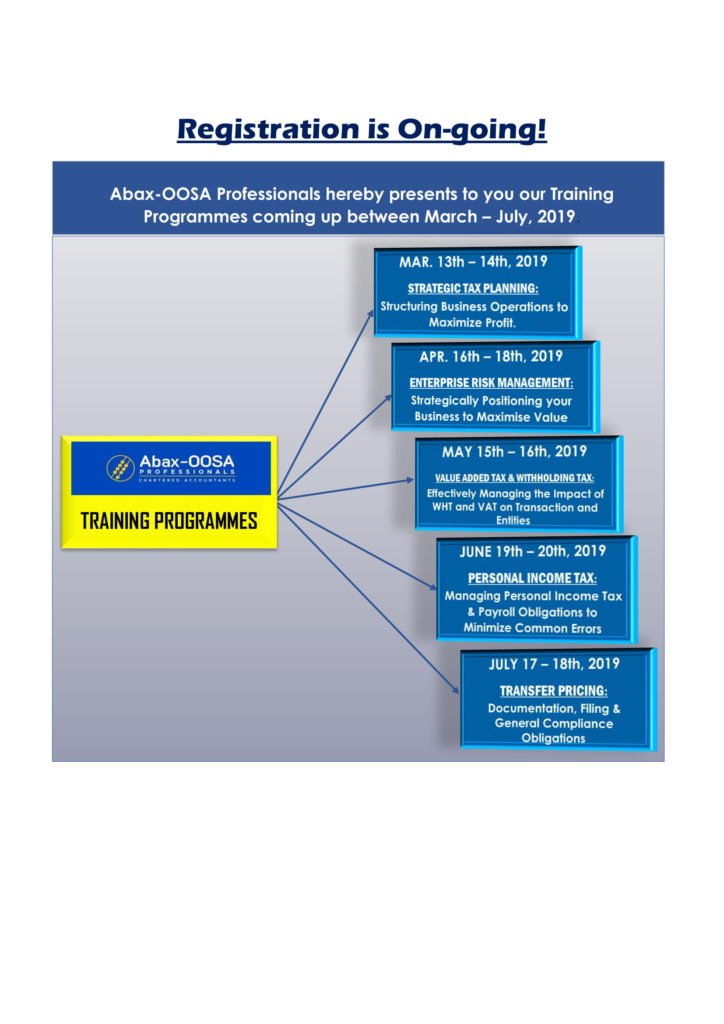 Registration is On-going!
Abax-OOSA Professionals hereby presents to you our Training
Programmes coming up between March – July, 2019.
MAR. 13th – 14th, 2019
STRATEGIC TAX PLANNING:
Structuring Business Operations to
Maximize Profit.
APR. 16th – 18th, 2019
ENTERPRISE RISK MANAGEMENT:
Strategically Positioning your
Business to Maximise Value
MAY 15th – 16th, 2019
VALUE ADDED TAX & WITHHOLDING TAX:
Effectively Managing the Impact of
WHT and VAT on Transaction and
Entities
JUNE 19th – 20th, 2019
PERSONAL INCOME TAX:
Managing Personal Income Tax
& Payroll Obligations to
Minimize Common Errors
JULY 17 – 18th, 2019
TRANSFER PRICING:
Documentation, Filing &
General Compliance
Obligations
Abax-OOSA
PROFESSIONALS
CHARTERED ACCOUNTANTS
TRAINING PROGRAMMES